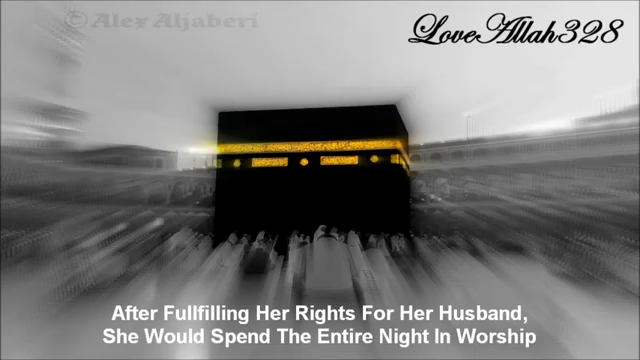 © Alex Aljaberi
LoveAllah328
After Fullfilling Her Rights For Her Husband,
She Would Spend The Entire Night In Worship